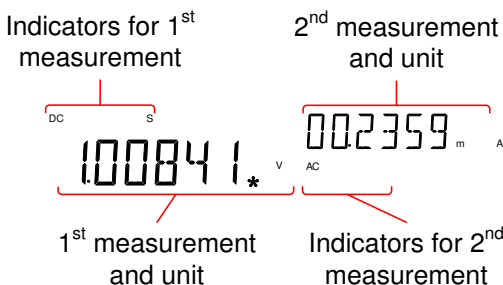 Indicators for 1st measurement
2nd measurement and unit
DC S
1.00841* V
00.2359 m A
AC
1st measurement and unit
Indicators for 2nd measurement